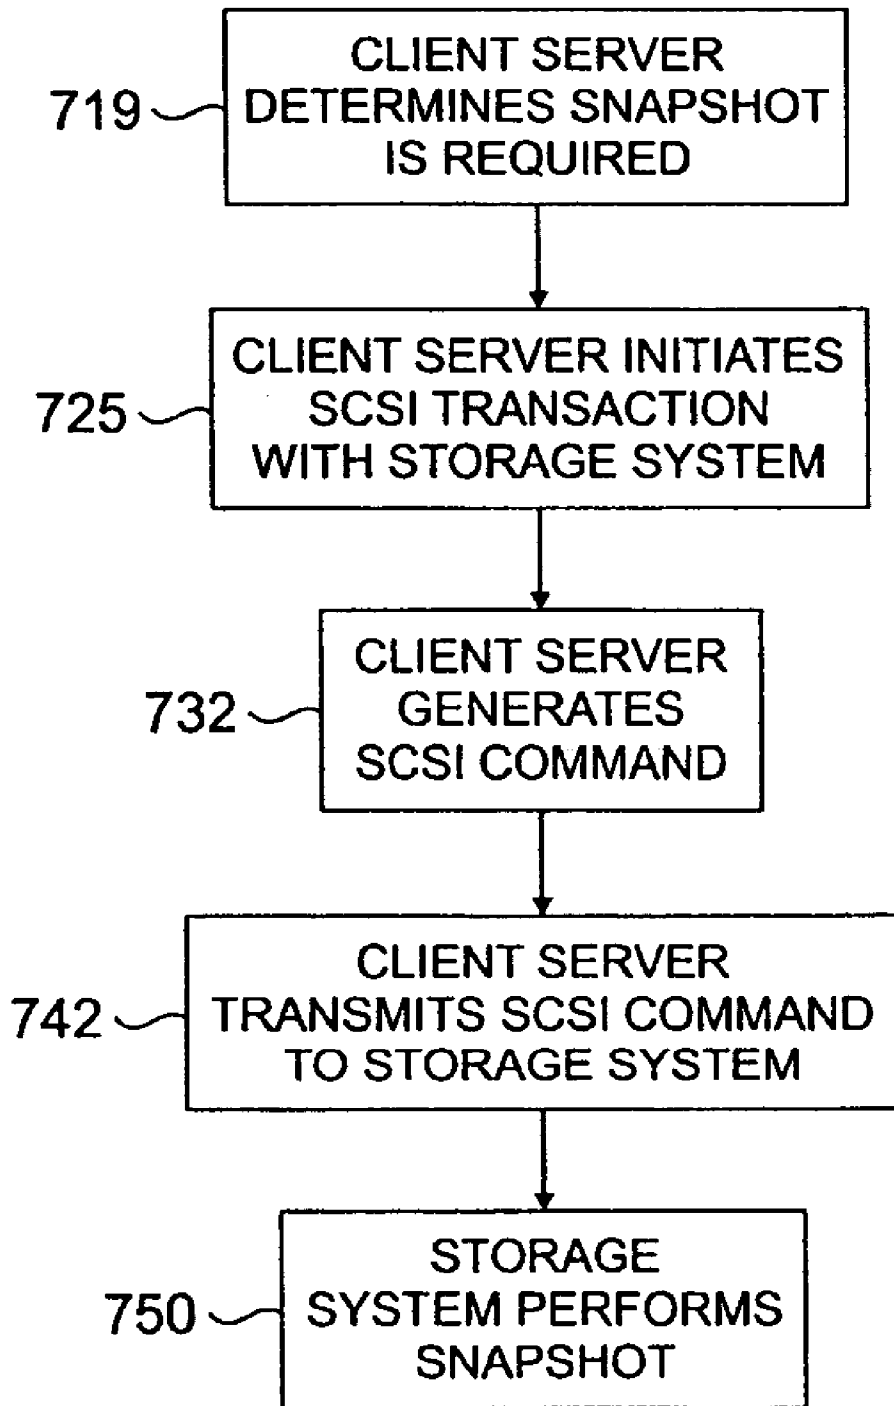 719
CLIENT SERVER
DETERMINES SNAPSHOT
IS REQUIRED
725
CLIENT SERVER INITIATES
SCSI TRANSACTION
WITH STORAGE SYSTEM
732
CLIENT SERVER
GENERATES
SCSI COMMAND
742
CLIENT SERVER
TRANSMITS SCSI COMMAND
TO STORAGE SYSTEM
750
STORAGE
SYSTEM PERFORMS
SNAPSHOT